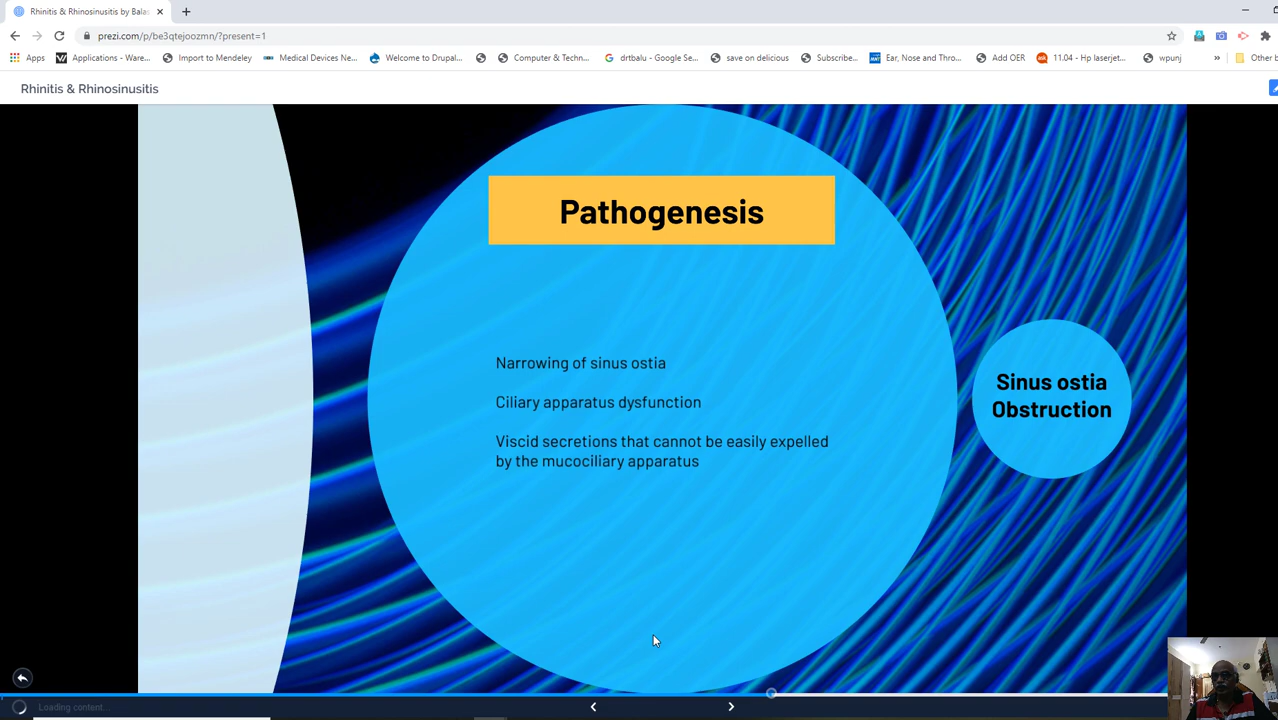 Rhinitis & Rhinosinusitis by Balas
prezi.com/p/be3qtejoozmn/?present=1
Apps Applications - Ware... Import to Mendeley Medical Devices Ne... Welcome to Drupal... Computer & Techn... drtbalu - Google Se... save on delicious Subscribe... Ear, Nose and Thro... Add OER 11.04 - Hp laserjet... wpunj » Other b
Rhinitis & Rhinosinusitis
Pathogenesis
Narrowing of sinus ostia
Ciliary apparatus dysfunction
Viscid secretions that cannot be easily expelled
by the mucociliary apparatus
Sinus ostia
Obstruction
Loading content...